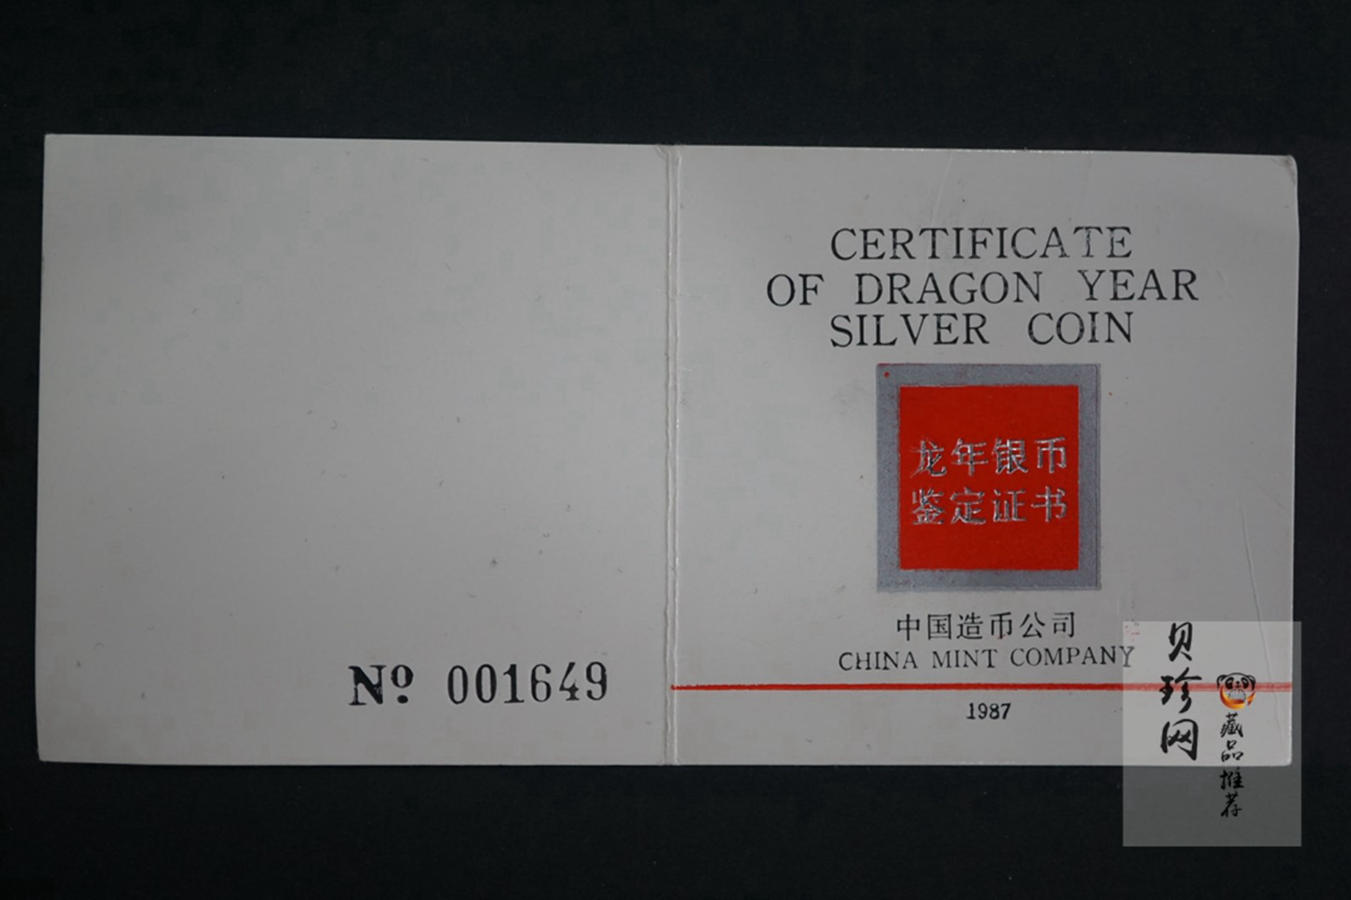 CERTIFICATE
OF DRAGON YEAR
SILVER COIN
龙年银币
鉴定证书
中国造币公司
CHINA MINT COMPANY
1987
Nº 001649
贝珍网
藏品推荐